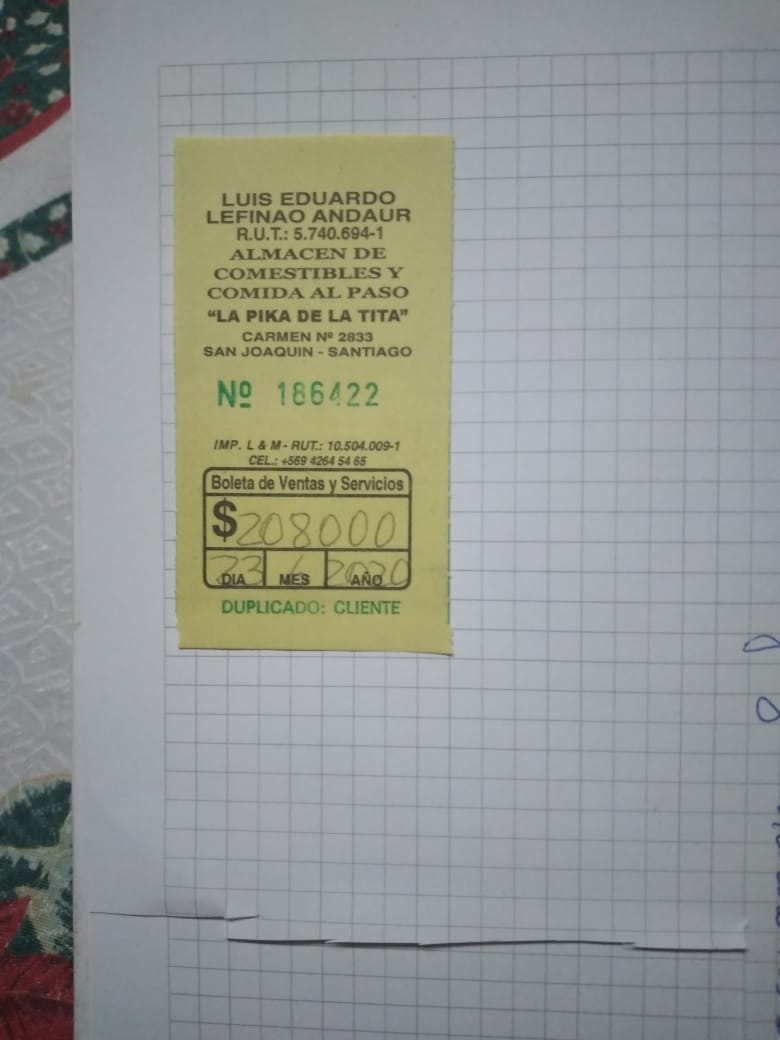 LUIS EDUARDO
LEFINAO ANDAUR
R.U.T.: 5.740.694-1
ALMACEN DE
COMESTIBLES Y
COMIDA AL PASO
“LA PIKA DE LA TITA”
CARMEN Nº 2833
SAN JOAQUIN - SANTIAGO
Nº 186422
IMP. L & M - RUT.: 10.504.009-1
CEL.: +569 4264 54 65
Boleta de Ventas y Servicios
$208000
23 2020
DIA MES AÑO
DUPLICADO: CLIENTE